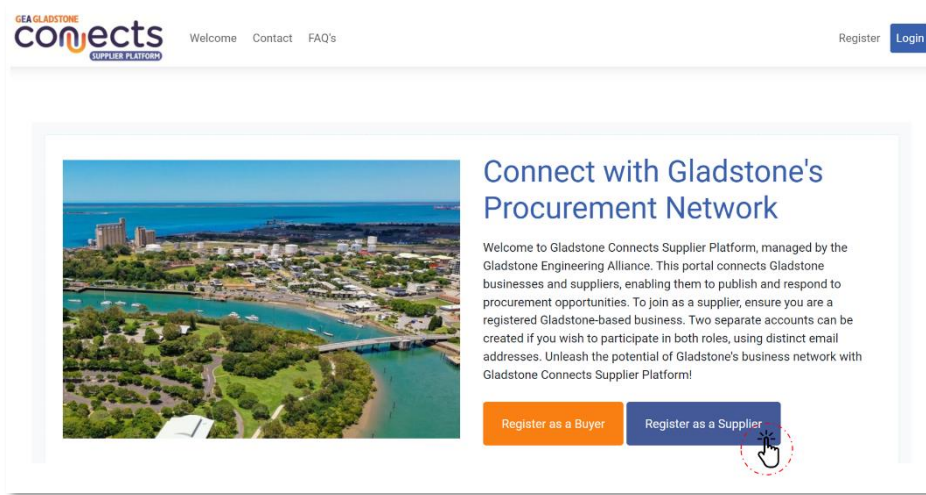 GEA GLADSTONE
connects
SUPPLIER PLATFORM
Welcome Contact FAQ's
Register Login
Connect with Gladstone's
Procurement Network
Welcome to Gladstone Connects Supplier Platform, managed by the
Gladstone Engineering Alliance. This portal connects Gladstone
businesses and suppliers, enabling them to publish and respond to
procurement opportunities. To join as a supplier, ensure you are a
registered Gladstone-based business. Two separate accounts can be
created if you wish to participate in both roles, using distinct email
addresses. Unleash the potential of Gladstone's business network with
Gladstone Connects Supplier Platform!
Register as a Buyer Register as a Supplier